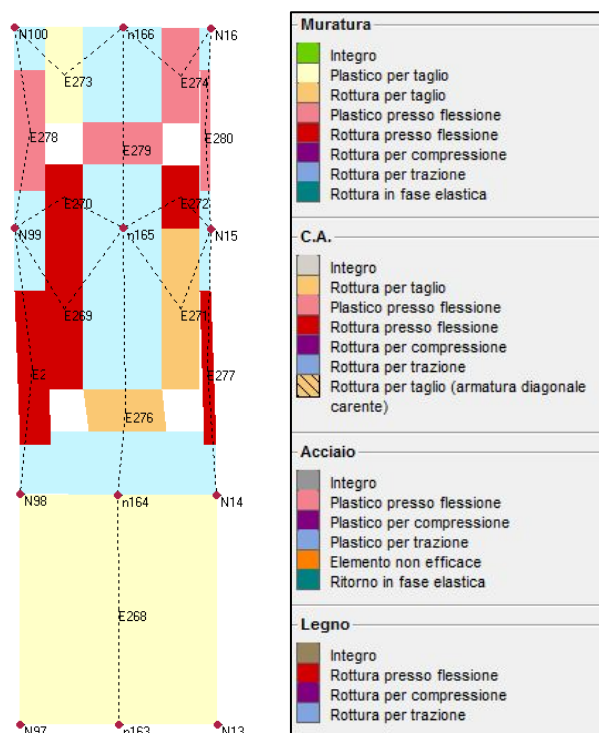 N100
n166
N16
E273
E274
E278
E279
E280
E270
E272
N99
n165
N15
E269
E271
E2
E277
E276
N98
n164
N14
E268
N97
n163
N13
Muratura
Integro
Plastico per taglio
Rottura per taglio
Plastico presso flessione
Rottura presso flessione
Rottura per compressione
Rottura per trazione
Rottura in fase elastica
C.A.
Integro
Rottura per taglio
Plastico presso flessione
Rottura presso flessione
Rottura per compressione
Rottura per trazione
Rottura per taglio (armatura diagonale
carente)
Acciaio
Integro
Plastico presso flessione
Plastico per compressione
Plastico per trazione
Elemento non efficace
Ritorno in fase elastica
Legno
Integro
Rottura presso flessione
Rottura per compressione
Rottura per trazione